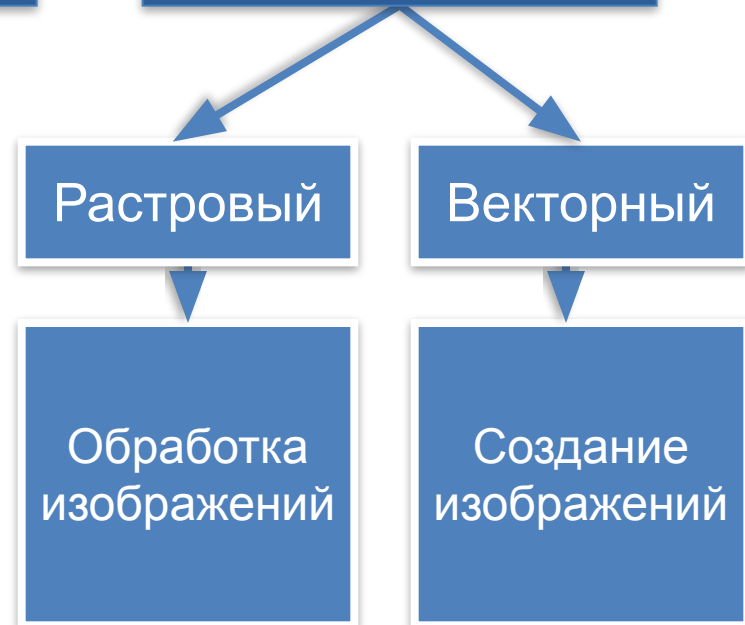 Растровый
Векторный
Обработка
изображений
Создание
изображений